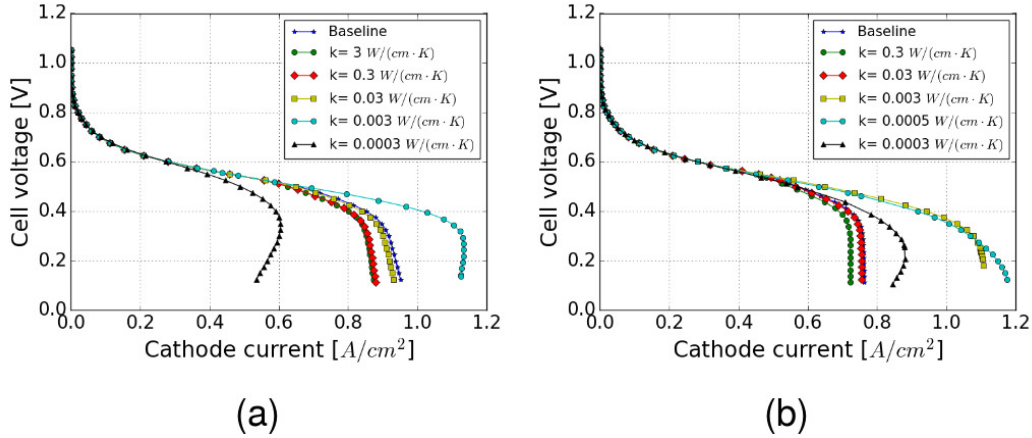 Baseline
k= 3 W/(cm · K)
k= 0.3 W/(cm · K)
k= 0.03 W/(cm · K)
k= 0.003 W/(cm · K)
k= 0.0003 W/(cm · K)
Cell voltage [V]
1.0
0.8
0.6
0.4
0.2
0.0
0.0 0.2 0.4 0.6 0.8 1.0 1.2
Cathode current [A/cm²]
(a)
Baseline
k= 0.3 W/(cm · K)
k= 0.03 W/(cm · K)
k= 0.003 W/(cm · K)
k= 0.0005 W/(cm · K)
k= 0.0003 W/(cm · K)
Cell voltage [V]
1.0
0.8
0.6
0.4
0.2
0.0
0.0 0.2 0.4 0.6 0.8 1.0 1.2
Cathode current [A/cm²]
(b)